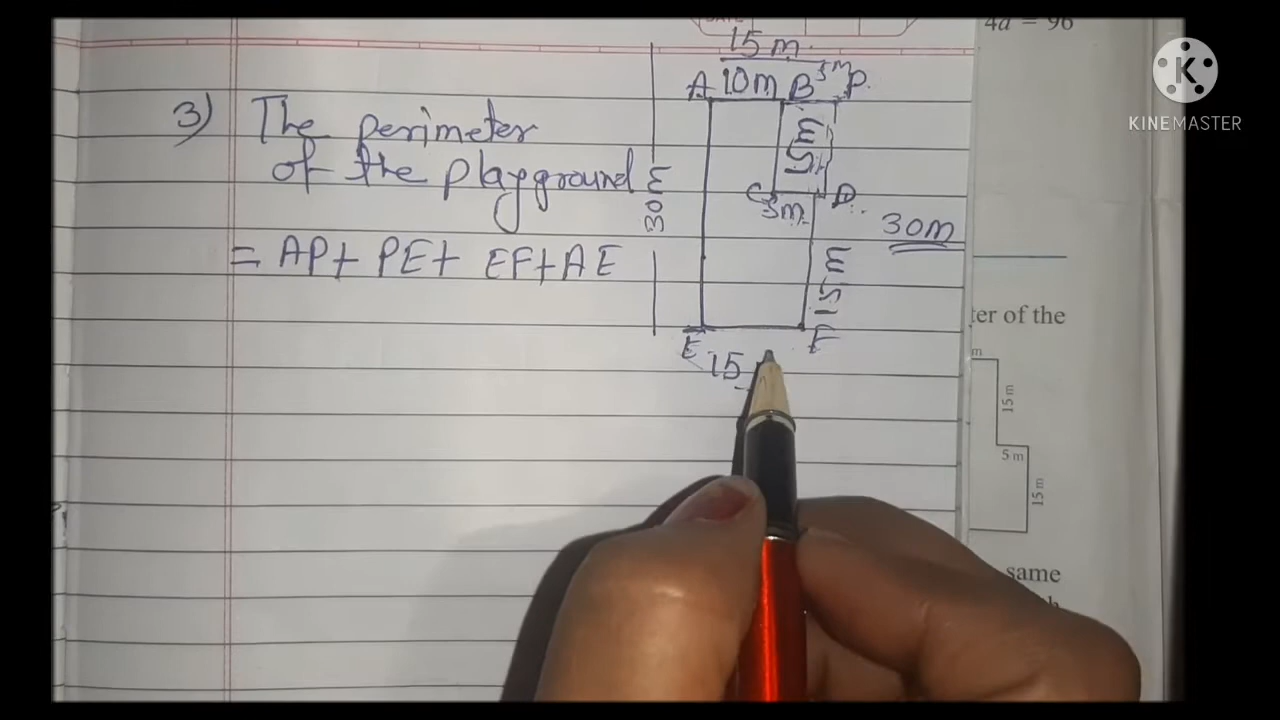 4a = 96
K
KINEMASTER
15 m
A 10m B 5m P
3) The perimeter
of the playground
= AP+ PE+ EF+AE
30m
15m
C 5m D
30m
15m
E F
15
ter of the
m
15 m
5 m
15 m
same